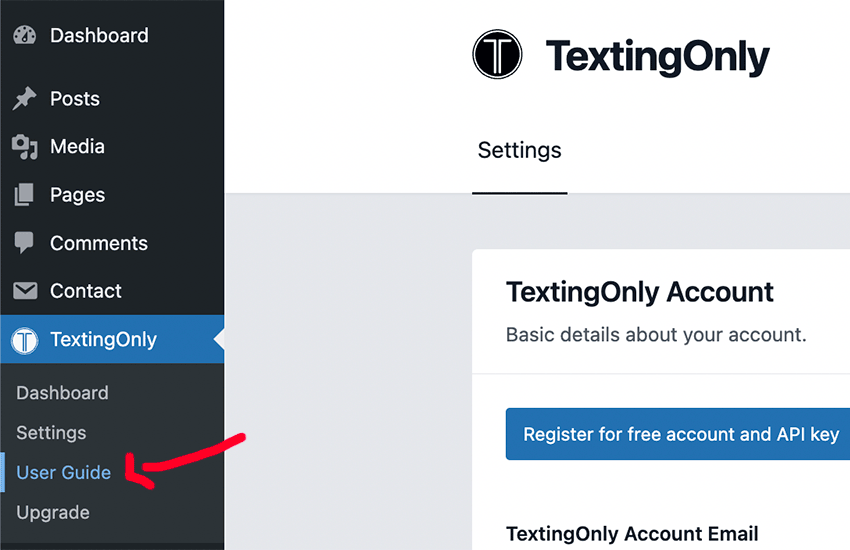 Dashboard
Posts
Media
Pages
Comments
Contact
TextingOnly
Dashboard
Settings
User Guide
Upgrade
TextingOnly
Settings
TextingOnly Account
Basic details about your account.
Register for free account and API key
TextingOnly Account Email